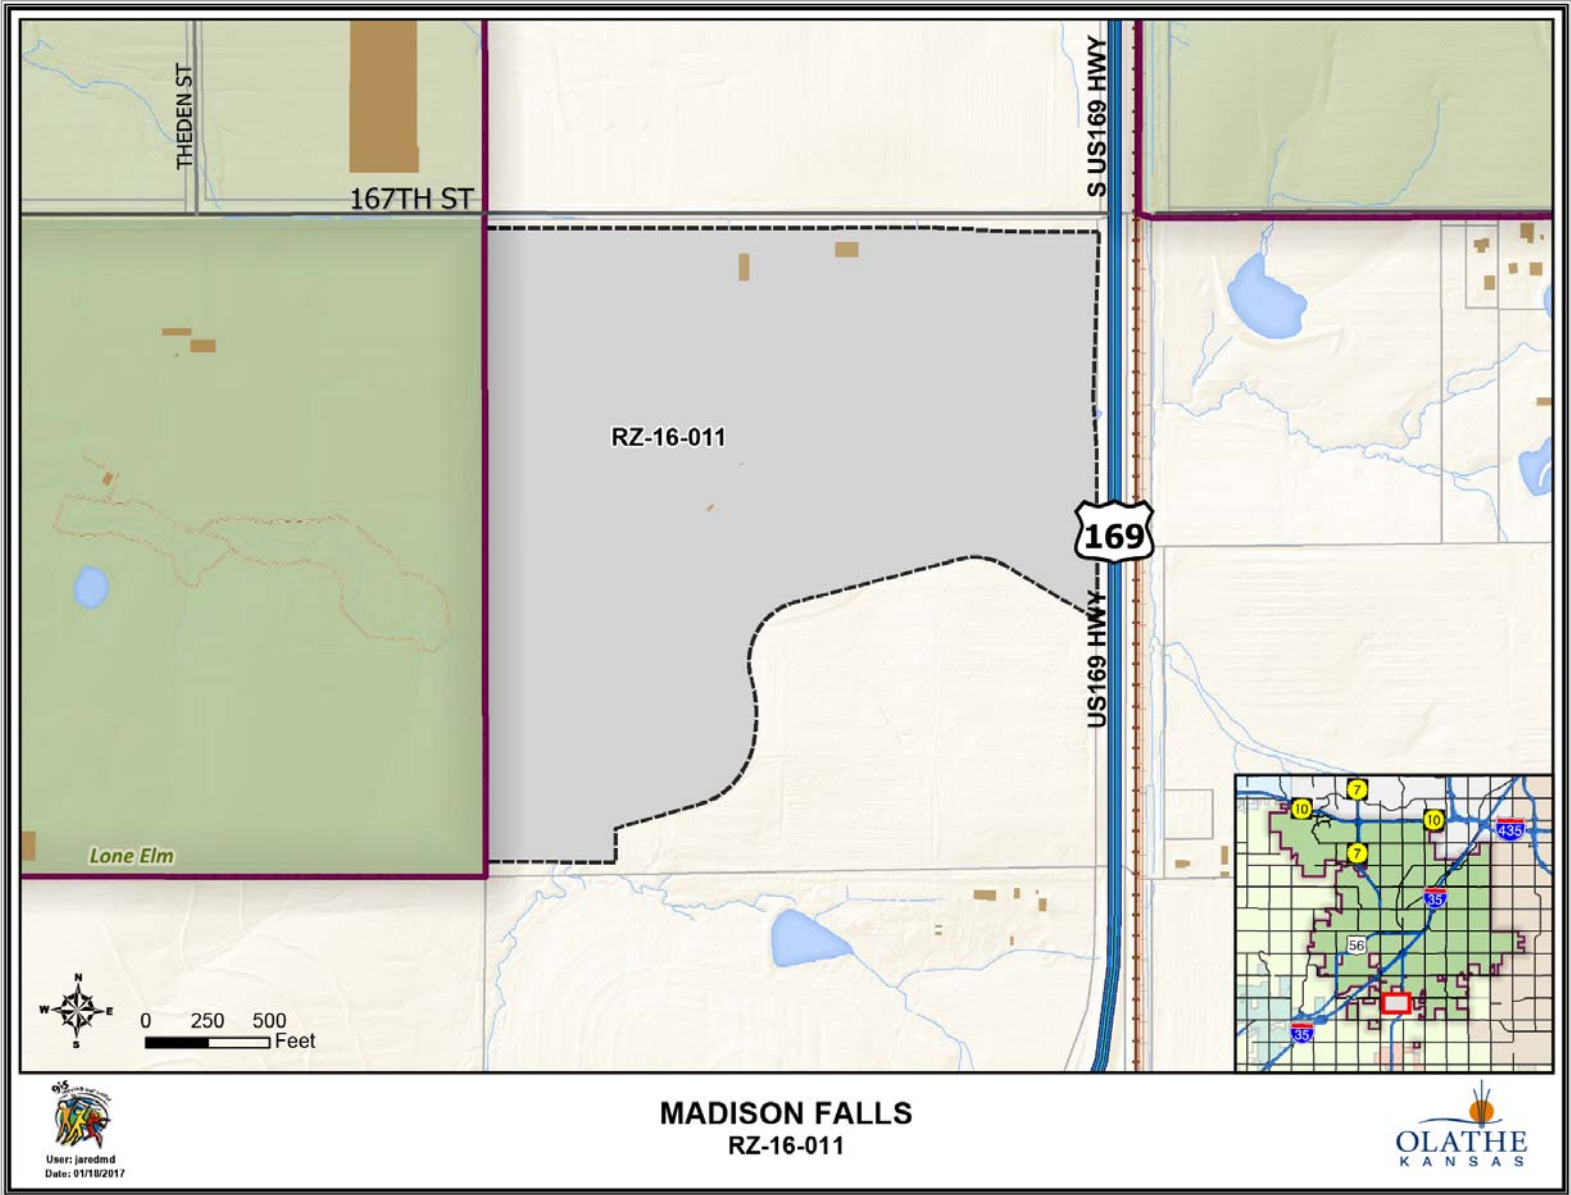 THEDEN ST
167TH ST
S US169 HWY
RZ-16-011
169
US169 HWY
Lone Elm
N
W E
S
0 250 500
Feet
7
10
10
435
7
35
56
35
gis
User: jaredmd
Date: 01/18/2017
MADISON FALLS
RZ-16-011
OLATHE
KANSAS